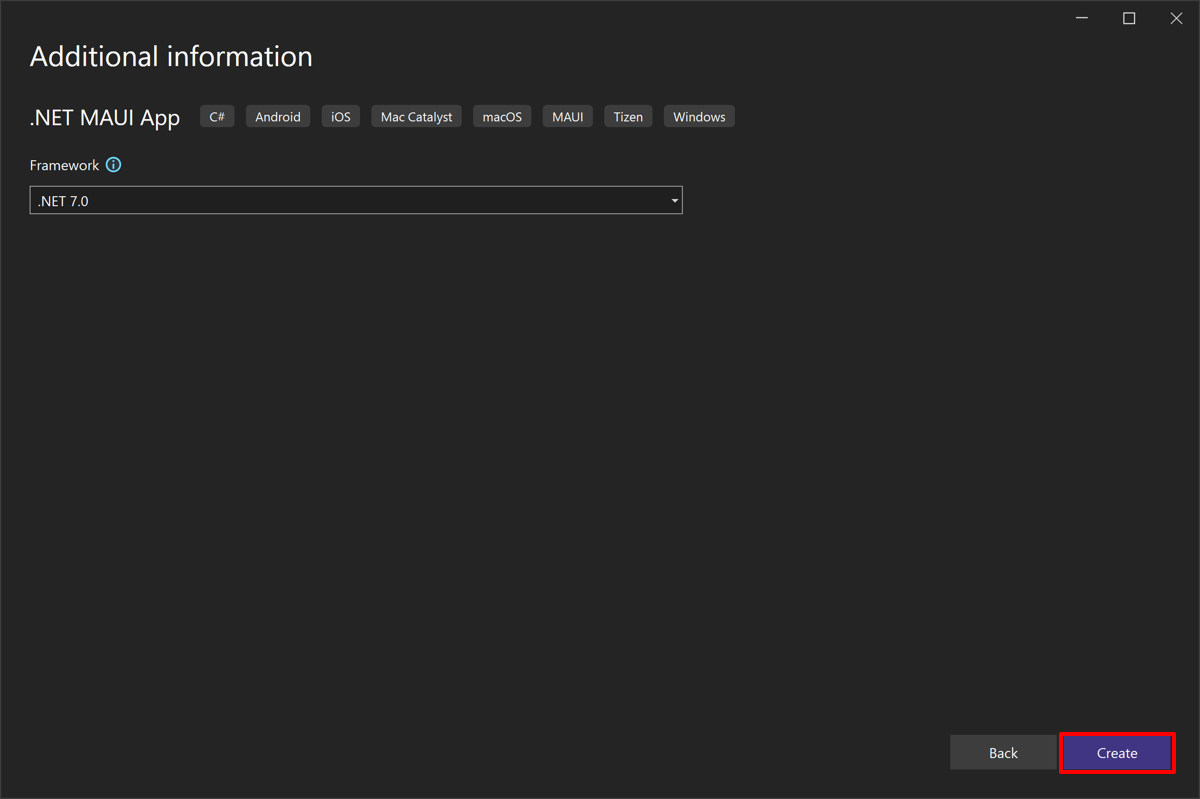 Additional information
.NET MAUI App C# Android iOS Mac Catalyst macOS MAUI Tizen Windows
Framework
.NET 7.0
Back Create